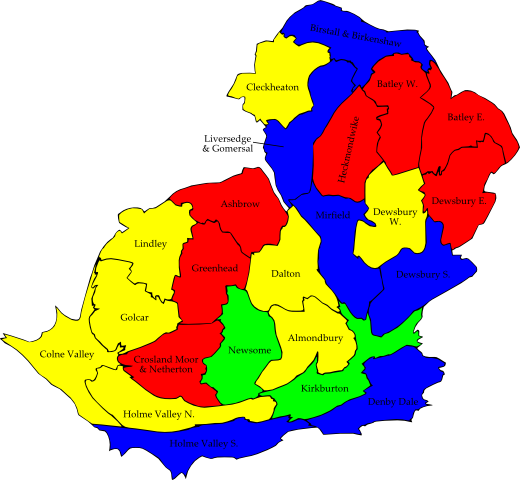 Birstall & Birkenshaw
Cleckheaton
Batley W.
Batley E.
Heckmondwike
Liversedge
& Gomersal
Ashbrow
Mirfield
Dewsbury
W.
Dewsbury E.
Lindley
Greenhead
Dalton
Dewsbury S.
Golcar
Colne Valley
Crosland Moor
& Netherton
Newsome
Almondbury
Kirkburton
Holme Valley N.
Denby Dale
Holme Valley S.